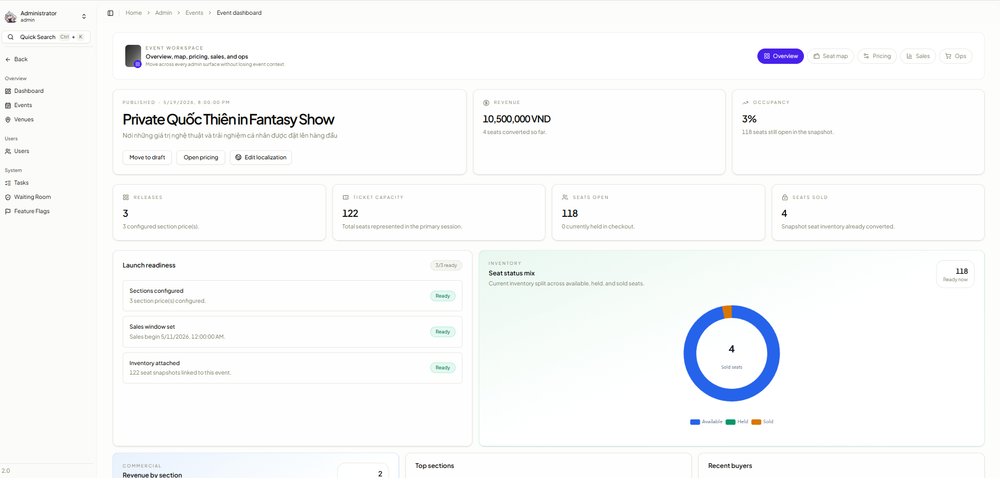 Administrator
admin
Quick Search Ctrl + K
Back
Overview
Dashboard
Events
Venues
Users
Users
System
Tasks
Waiting Room
Feature Flags
2.0
Home > Admin > Events > Event dashboard
EVENT WORKSPACE
Overview, map, pricing, sales, and ops
Move across every admin surface without losing event context.
Overview
Seat map
Pricing
Sales
Ops
PUBLISHED - 5/19/2026, 8:00:00 PM
Private Quốc Thiên in Fantasy Show
Nơi những giá trị nghệ thuật và trải nghiệm cá nhân được đặt lên hàng đầu
Move to draft
Open pricing
Edit localization
REVENUE
10,500,000 VND
4 seats converted so far.
OCCUPANCY
3%
118 seats still open in the snapshot.
RELEASES
3
3 configured section price(s).
TICKET CAPACITY
122
Total seats represented in the primary session.
SEATS OPEN
118
0 currently held in checkout.
SEATS SOLD
4
Snapshot seat inventory already converted.
Launch readiness
3/3 ready
Sections configured
3 section price(s) configured.
Ready
Sales window set
Sales begin 5/11/2026, 12:00:00 AM.
Ready
Inventory attached
122 seat snapshots linked to this event.
Ready
INVENTORY
Seat status mix
Current inventory split across available, held, and sold seats.
118
Ready now
4
Sold seats
Available
Held
Sold
COMMERCIAL
Revenue by section
2
Top sections
Recent buyers